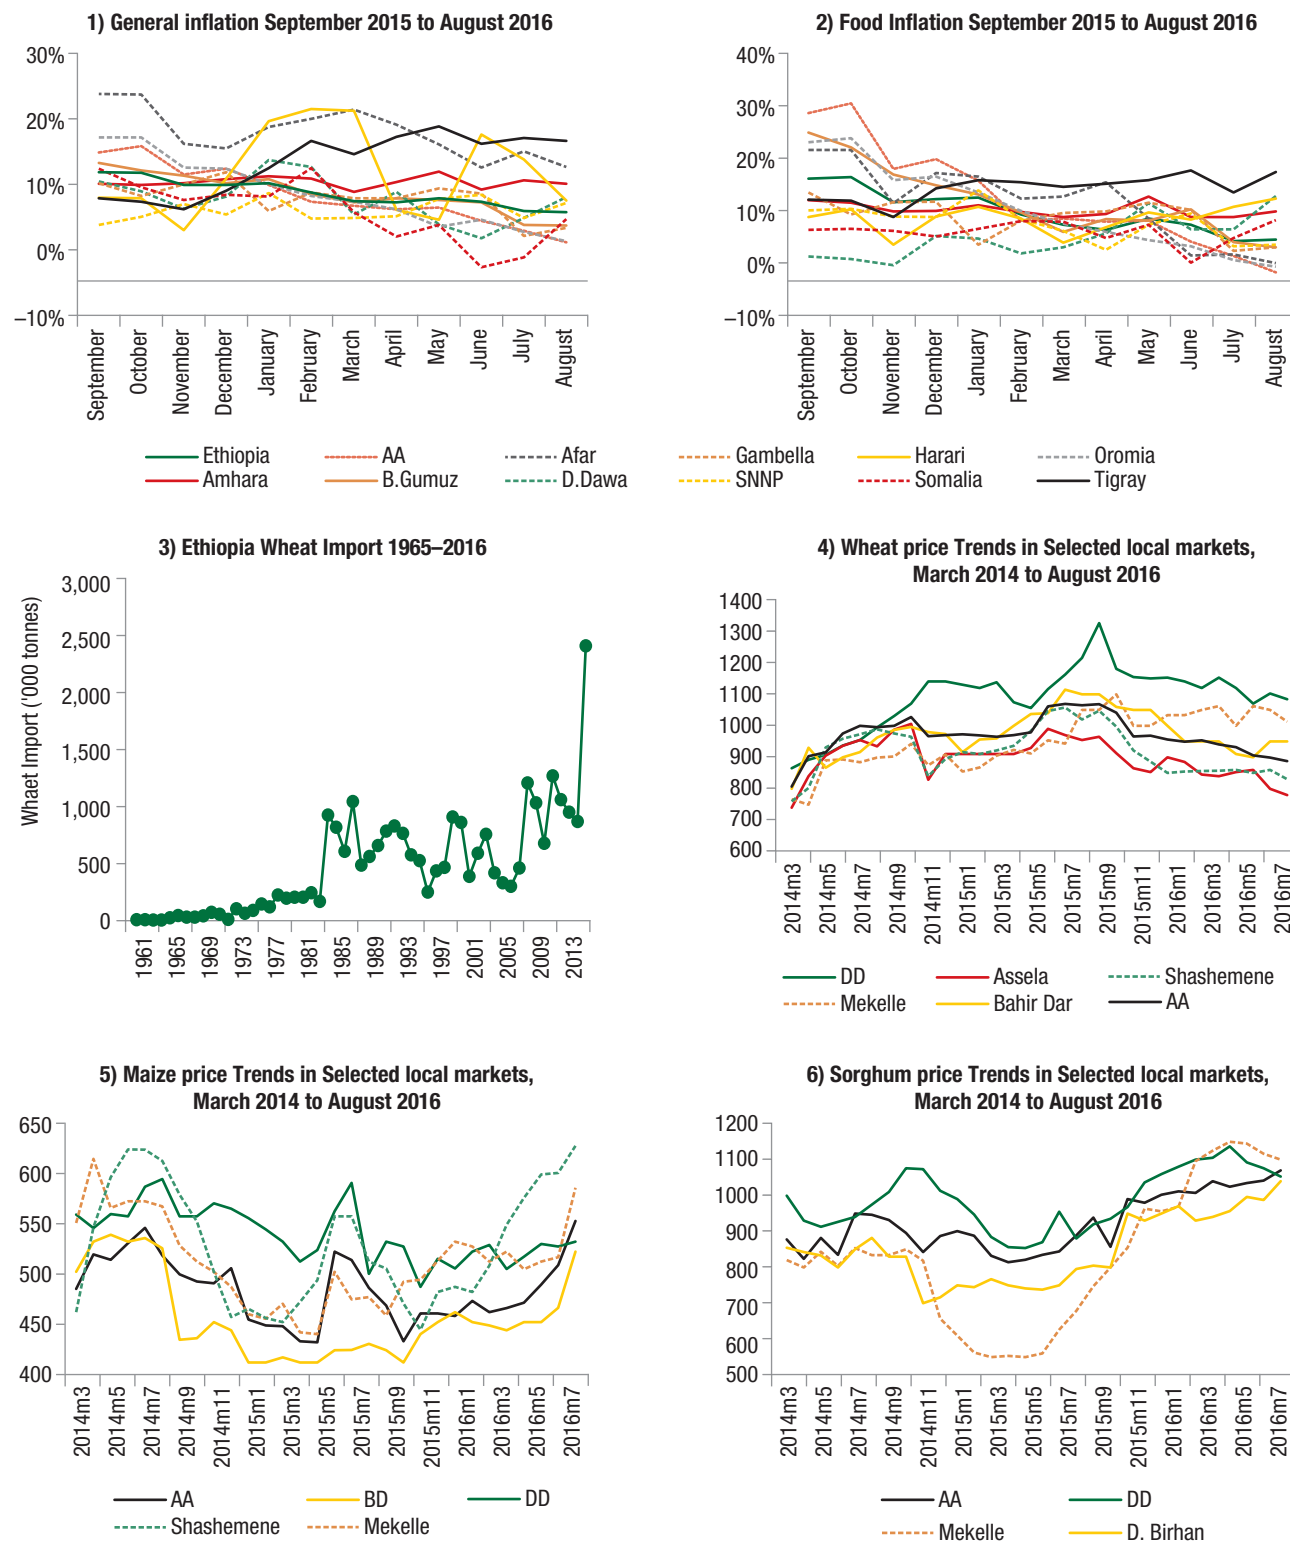 1) General inflation September 2015 to August 2016
30%
20%
10%
0%
–10%
September
October
November
December
January
February
March
April
May
June
July
August
2) Food Inflation September 2015 to August 2016
40%
30%
20%
10%
0%
–10%
September
October
November
December
January
February
March
April
May
June
July
August
Ethiopia AA Afar Gambella Harari Oromia
Amhara B.Gumuz D.Dawa SNNP Somalia Tigray
3) Ethiopia Wheat Import 1965–2016
Whaet Import ('000 tonnes)
3,000
2,500
2,000
1,500
1,000
500
0
1961
1965
1969
1973
1977
1981
1985
1989
1993
1997
2001
2005
2009
2013
4) Wheat price Trends in Selected local markets,
March 2014 to August 2016
1400
1300
1200
1100
1000
900
800
700
600
2014m3
2014m5
2014m7
2014m9
2014m11
2015m1
2015m3
2015m5
2015m7
2015m9
2015m11
2016m1
2016m3
2016m5
2016m7
DD Assela Shashemene
Mekelle Bahir Dar AA
5) Maize price Trends in Selected local markets,
March 2014 to August 2016
650
600
550
500
450
400
2014m3
2014m5
2014m7
2014m9
2014m11
2015m1
2015m3
2015m5
2015m7
2015m9
2015m11
2016m1
2016m3
2016m5
2016m7
AA BD DD
Shashemene Mekelle
6) Sorghum price Trends in Selected local markets,
March 2014 to August 2016
1200
1100
1000
900
800
700
600
500
2014m3
2014m5
2014m7
2014m9
2014m11
2015m1
2015m3
2015m5
2015m7
2015m9
2015m11
2016m1
2016m3
2016m5
2016m7
AA DD
Mekelle D. Birhan